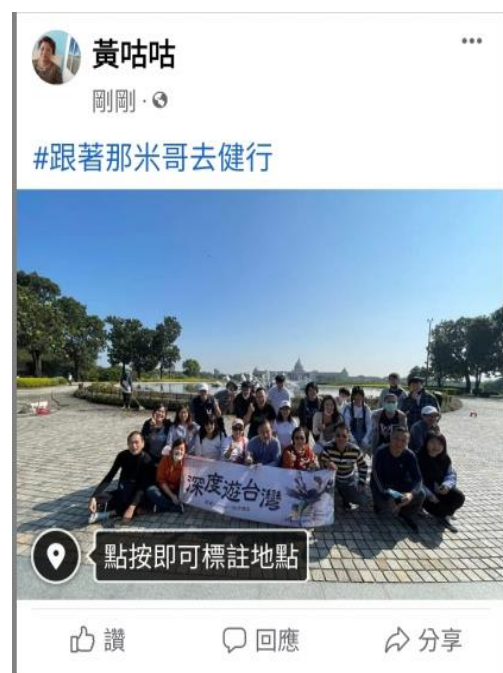 黃咕咕
剛剛
#跟著那米哥去健行
深度遊台灣
點按即可標註地點
讚
回應
分享